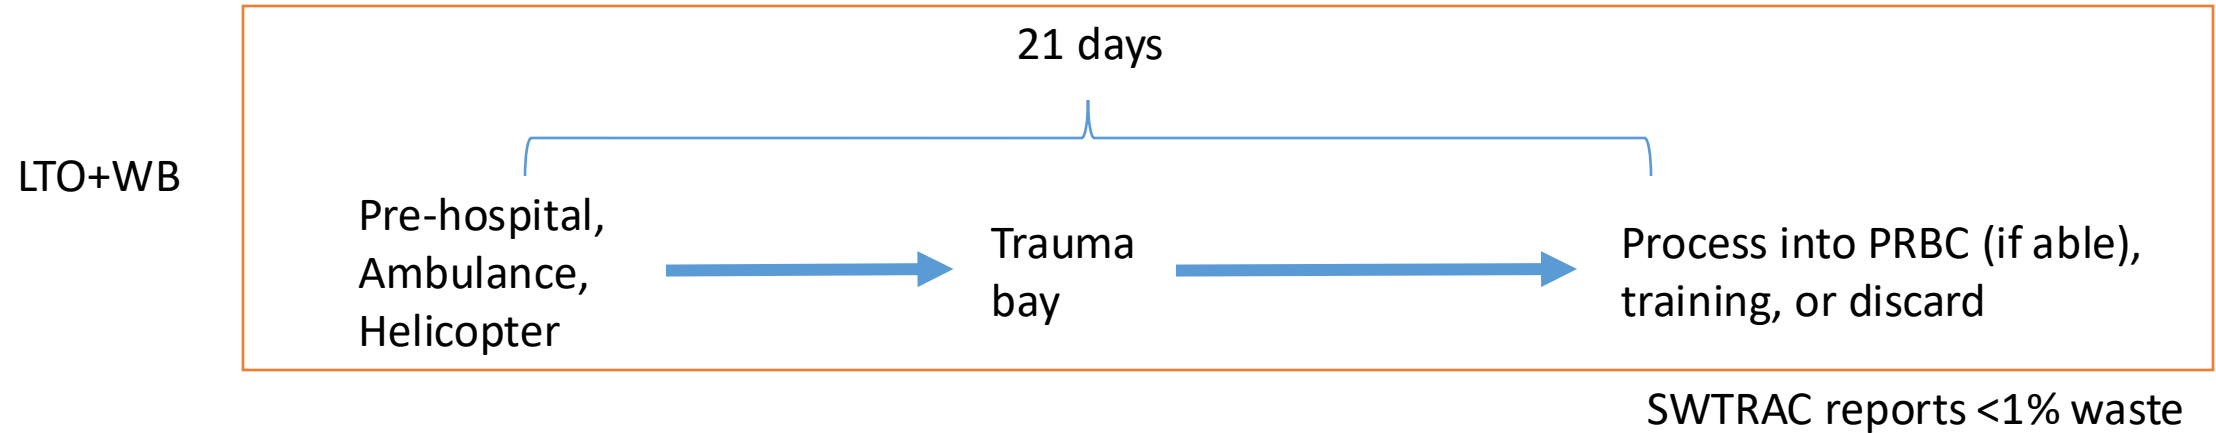 21 days
LTO+WB
Pre-hospital,
Ambulance,
Helicopter
Trauma
bay
Process into PRBC (if able),
training, or discard
SWTRAC reports <1% waste